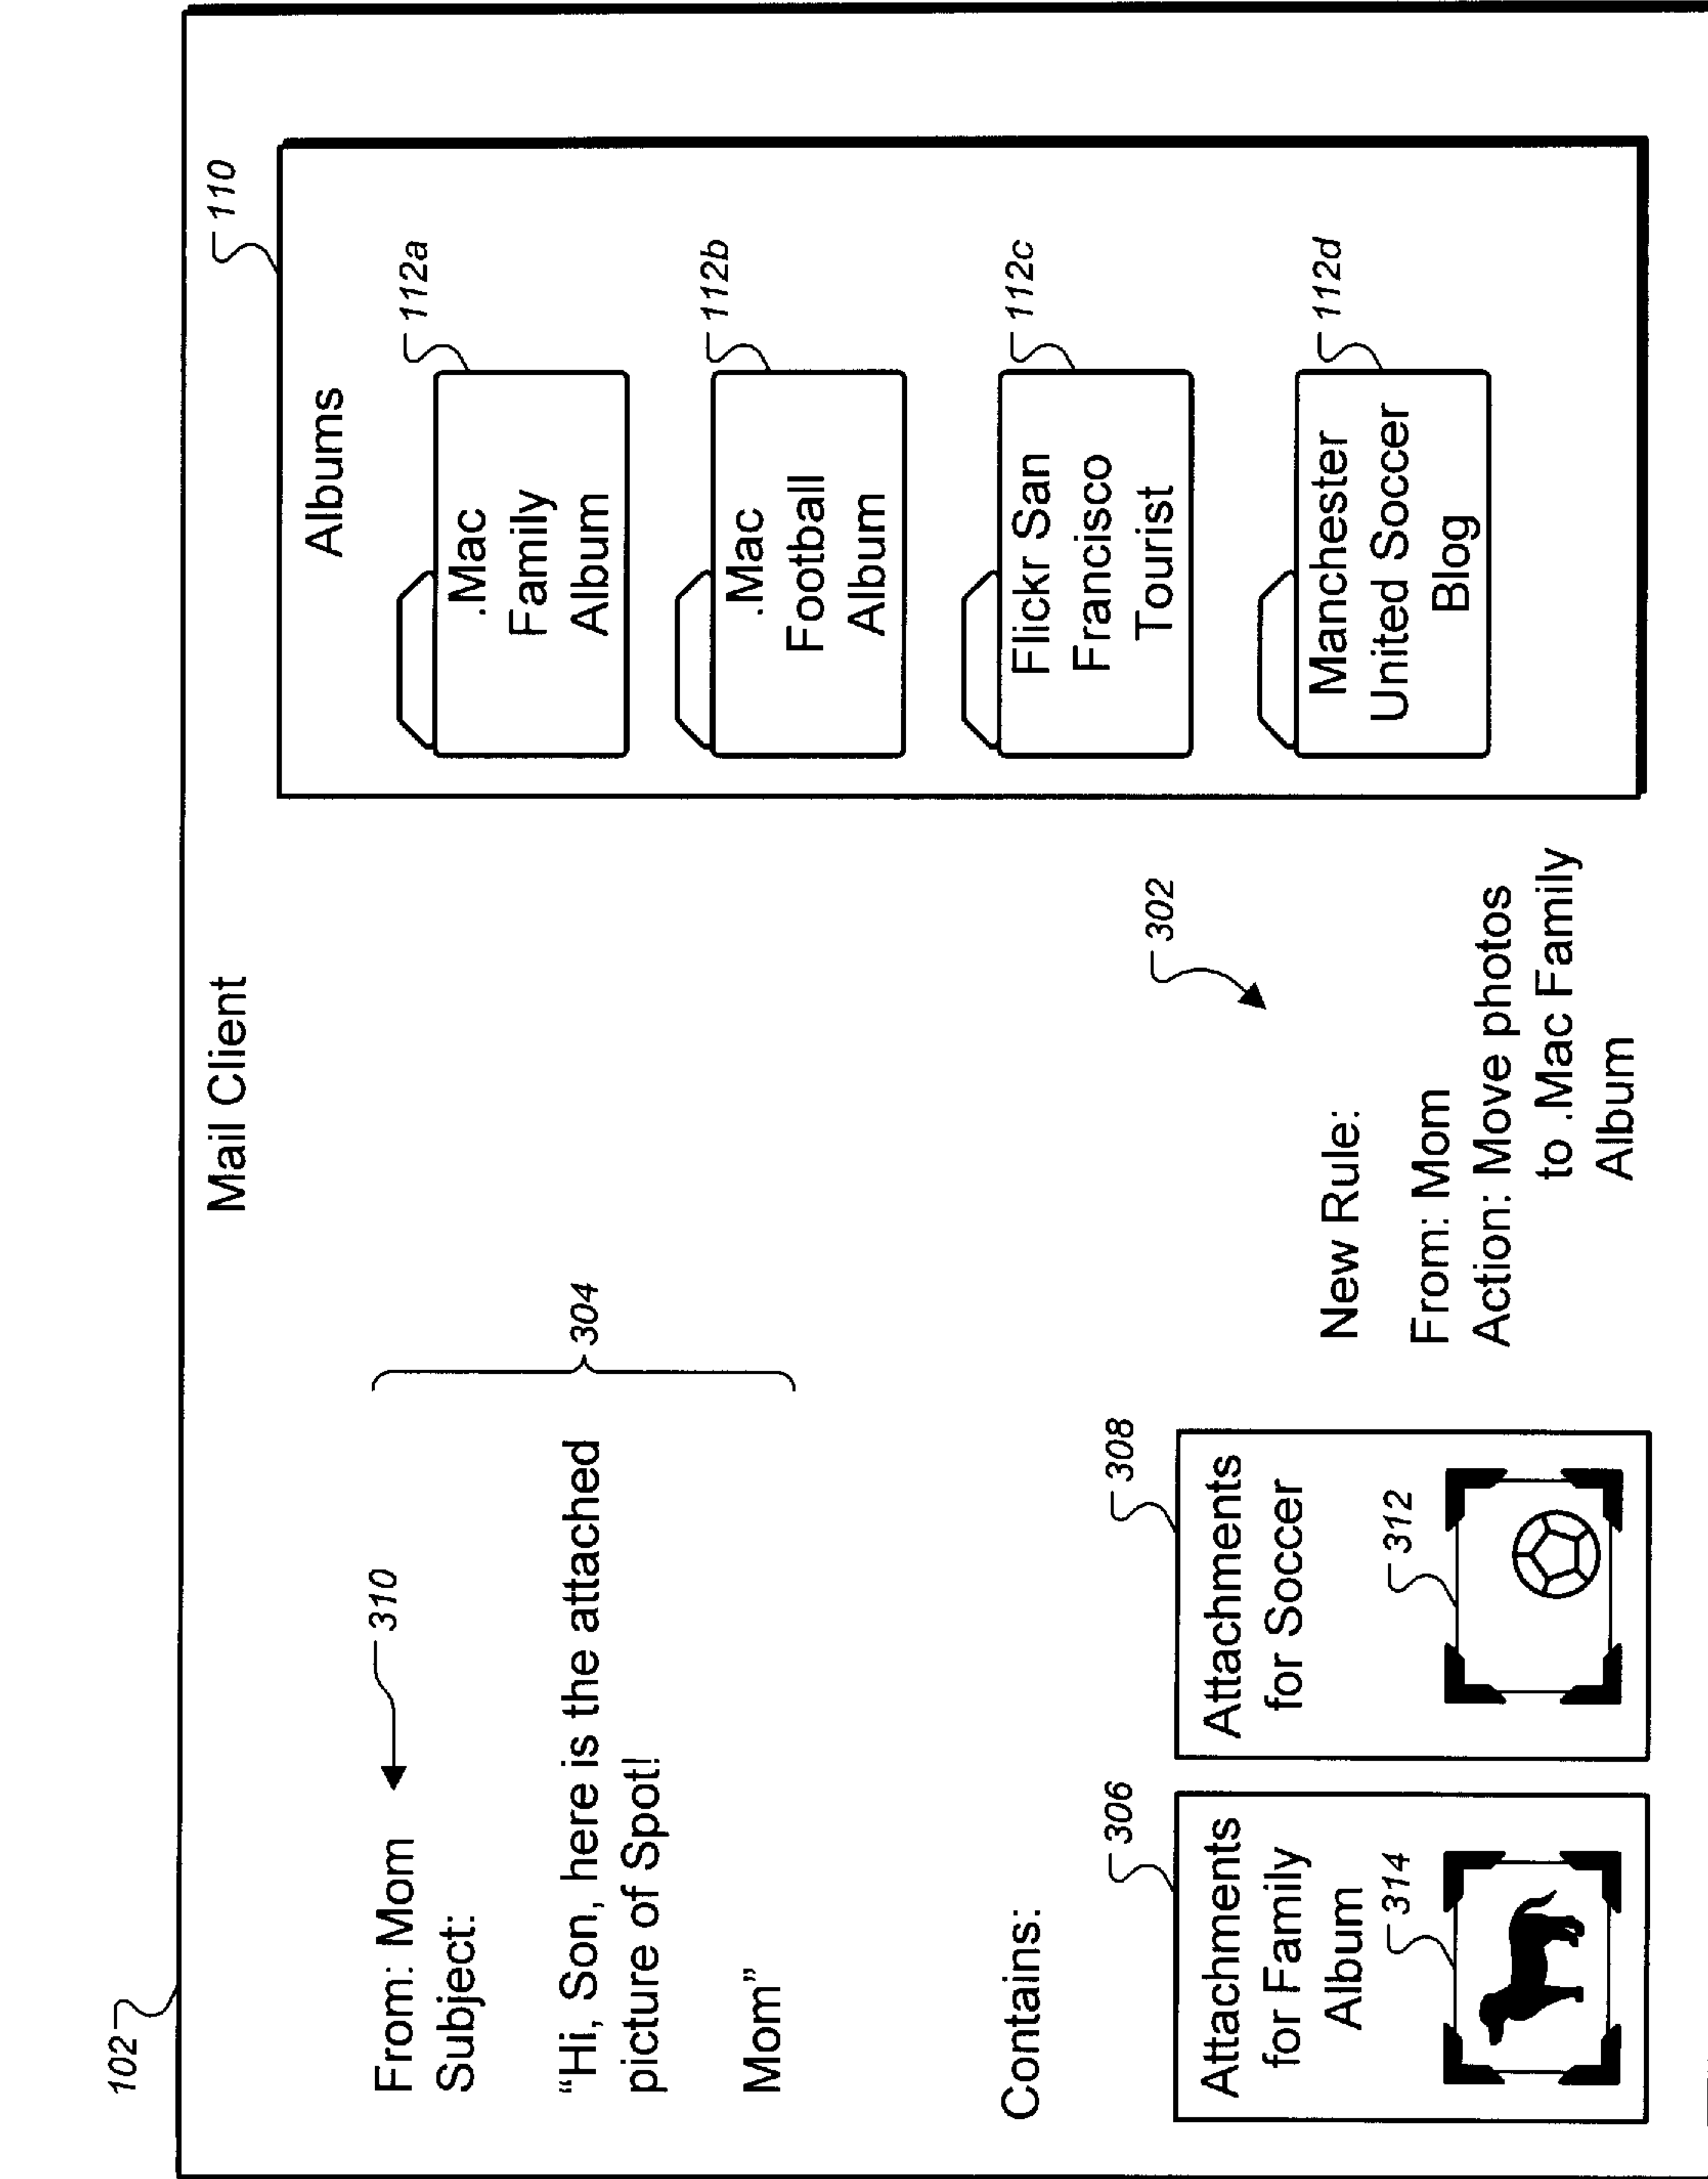 102
Mail Client
From: Mom
310
Subject:
“Hi, Son, here is the attached
picture of Spot!
Mom”
304
Contains:
306
Attachments
for Family
Album
314
308
Attachments
for Soccer
312
302
New Rule:
From: Mom
Action: Move photos
to .Mac Family
Album
110
Albums
112a
.Mac
Family
Album
112b
.Mac
Football
Album
112c
Flickr San
Francisco
Tourist
112d
Manchester
United Soccer
Blog